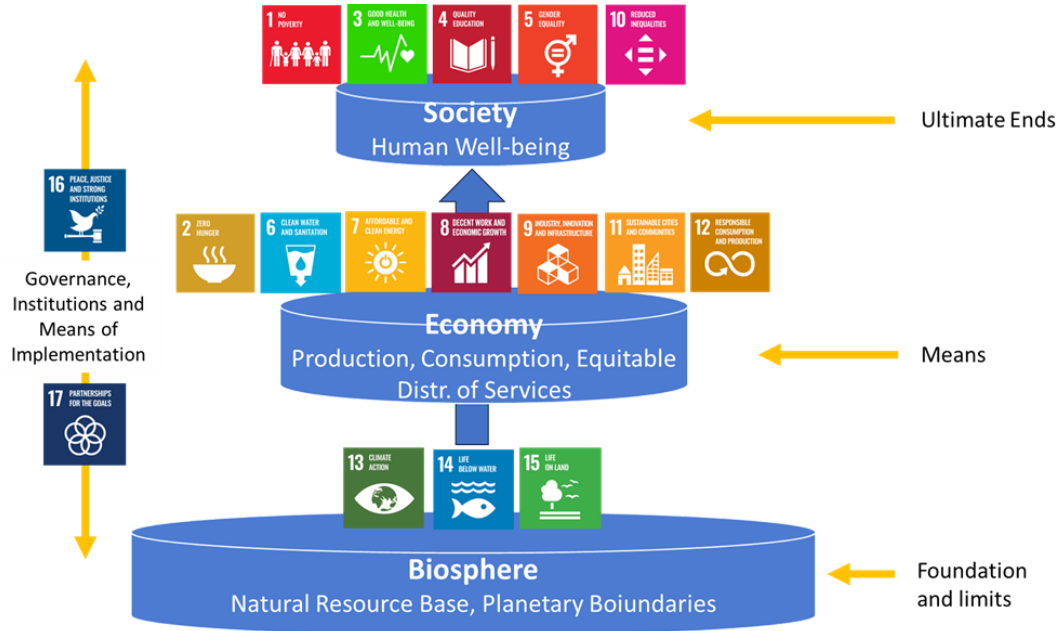 1 NO
POVERTY
3 GOOD HEALTH
AND WELL-BEING
4 QUALITY
EDUCATION
5 GENDER
EQUALITY
10 REDUCED
INEQUALITIES
Society
Human Well-being
Ultimate Ends
16 PEACE, JUSTICE
AND STRONG
INSTITUTIONS
Governance,
Institutions and
Means of
Implementation
17 PARTNERSHIPS
FOR THE GOALS
2 ZERO
HUNGER
6 CLEAN WATER
AND SANITATION
7 AFFORDABLE AND
CLEAN ENERGY
8 DECENT WORK AND
ECONOMIC GROWTH
9 INDUSTRY, INNOVATION
AND INFRASTRUCTURE
11 SUSTAINABLE CITIES
AND COMMUNITIES
12 RESPONSIBLE
CONSUMPTION
AND PRODUCTION
Economy
Production, Consumption, Equitable
Distr. of Services
Means
13 CLIMATE
ACTION
14 LIFE
BELOW WATER
15 LIFE
ON LAND
Biosphere
Natural Resource Base, Planetary Boiundaries
Foundation
and limits